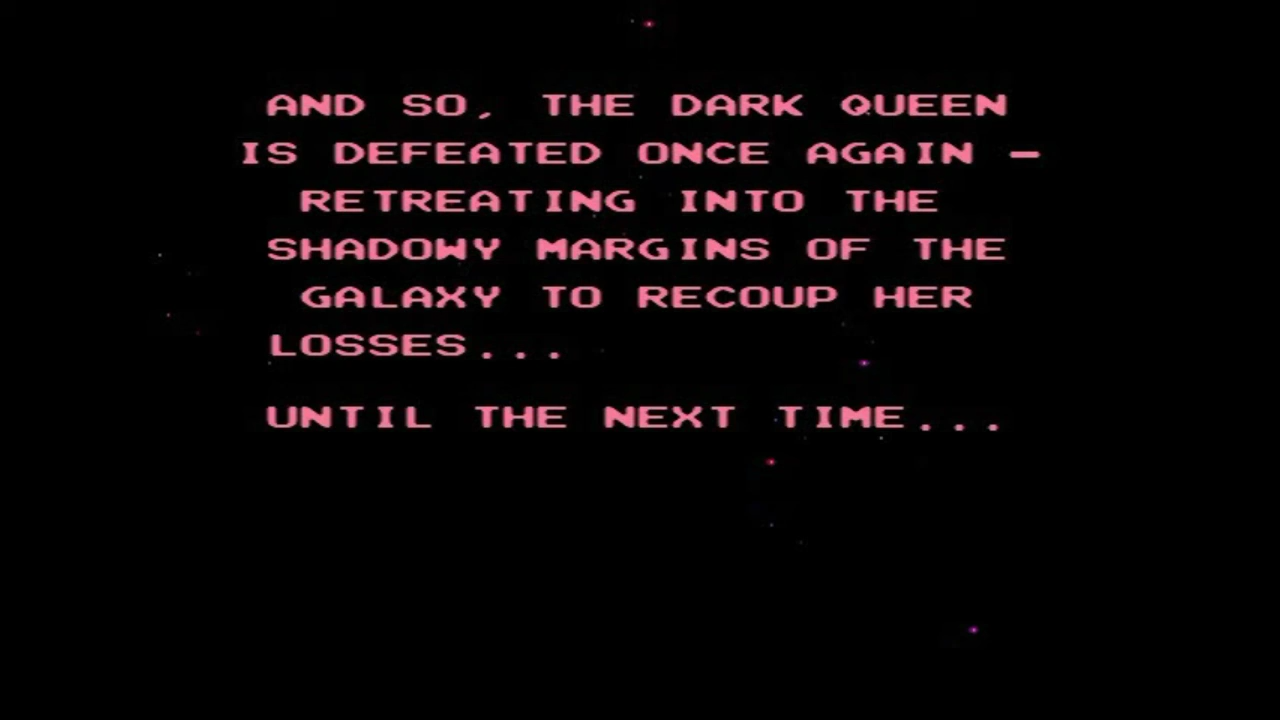 AND SO, THE DARK QUEEN
IS DEFEATED ONCE AGAIN —
RETREATING INTO THE
SHADOWY MARGINS OF THE
GALAXY TO RECOUP HER
LOSSES...
UNTIL THE NEXT TIME...